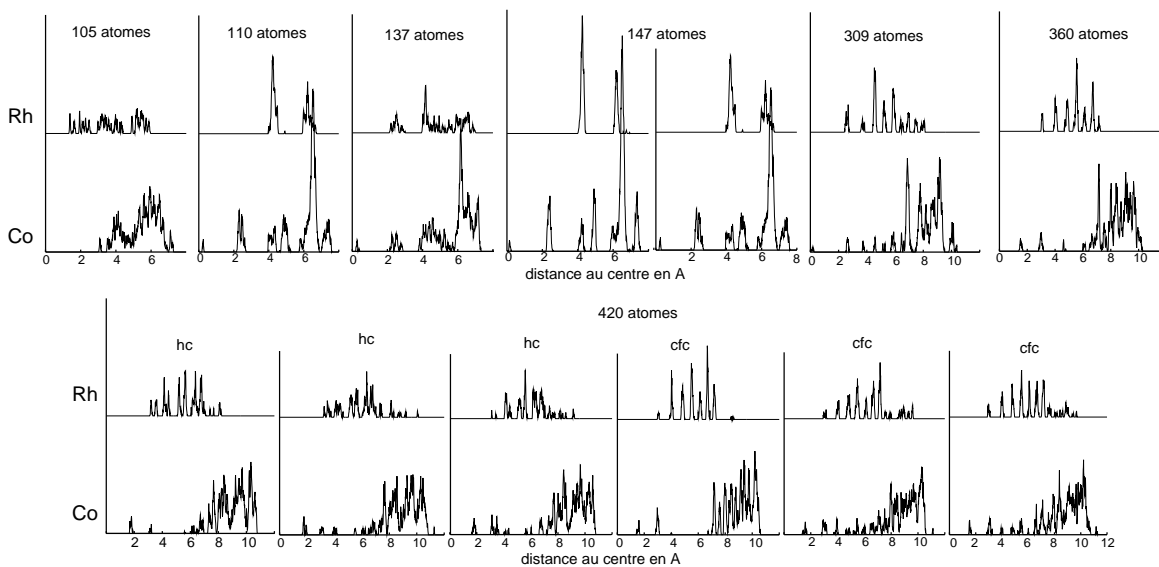 105 atomes
110 atomes
137 atomes
147 atomes
309 atomes
360 atomes
Rh
Co
0 2 4 6 0 2 4 6 0 2 4 6 0 2 4 6 0 2 4 6 8 0 2 4 6 8 10 0 2 4 6 8 10
distance au centre en A
420 atomes
hc hc hc cfc cfc cfc
Rh
Co
0 2 4 6 8 10 0 2 4 6 8 10 0 2 4 6 8 10 0 2 4 6 8 10 0 2 4 6 8 10 0 2 4 6 8 10 12
distance au centre en A